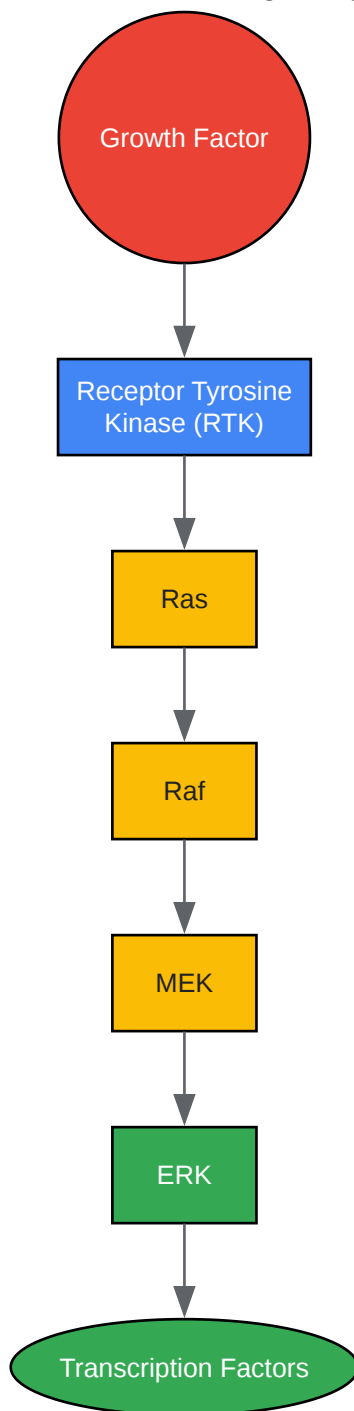 Growth Factor
Receptor Tyrosine
Kinase (RTK)
Ras
Raf
MEK
ERK
Transcription Factors